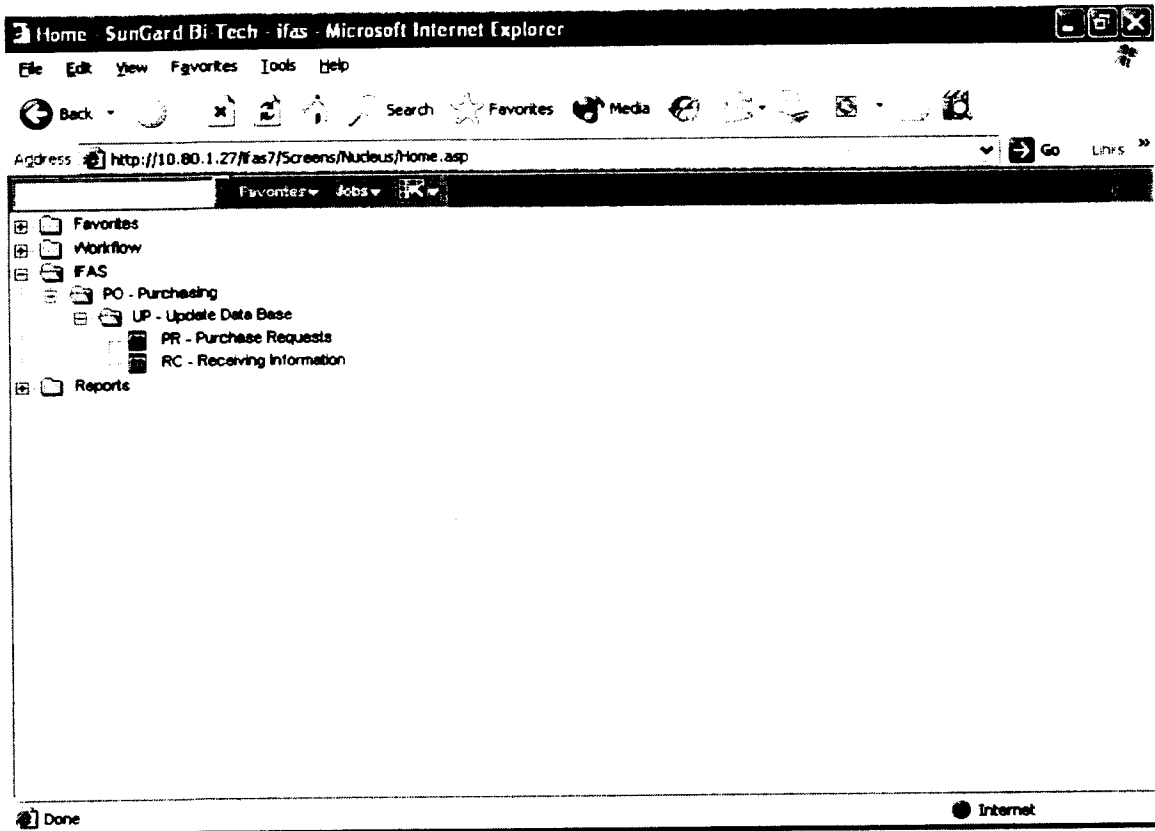 Home - SunGard Bi-Tech - ifas - Microsoft Internet Explorer
File Edit View Favorites Tools Help
Back Search Favorites Media
Address http://10.80.1.27/ifas7/Screens/Nucleus/Home.asp Go Links »
Favorites Jobs
Favorites
Workflow
IFAS
PO - Purchasing
UP - Update Data Base
PR - Purchase Requests
RC - Receiving Information
Reports
Done Internet